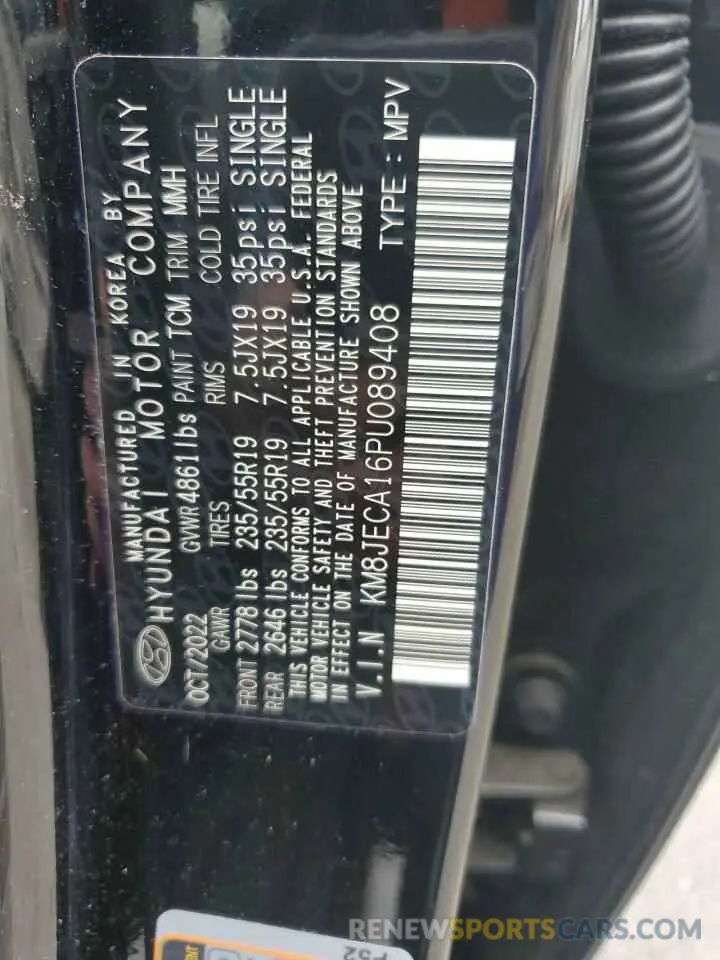 MANUFACTURED IN KOREA BY
HYUNDAI MOTOR COMPANY
OCT/2022 GVWR 4861lbs PAINT TCM TRIM MMH
GAWR TIRES RIMS COLD TIRE INFL
FRONT 2778lbs 235/55R19 7.5JX19 35psi SINGLE
REAR 2646lbs 235/55R19 7.5JX19 35psi SINGLE
THIS VEHICLE CONFORMS TO ALL APPLICABLE U.S.A. FEDERAL
MOTOR VEHICLE SAFETY AND THEFT PREVENTION STANDARDS
IN EFFECT ON THE DATE OF MANUFACTURE SHOWN ABOVE
V.I.N KM8JECA16PU089408 TYPE : MPV
P52
RENEWSPORTSCARS.COM